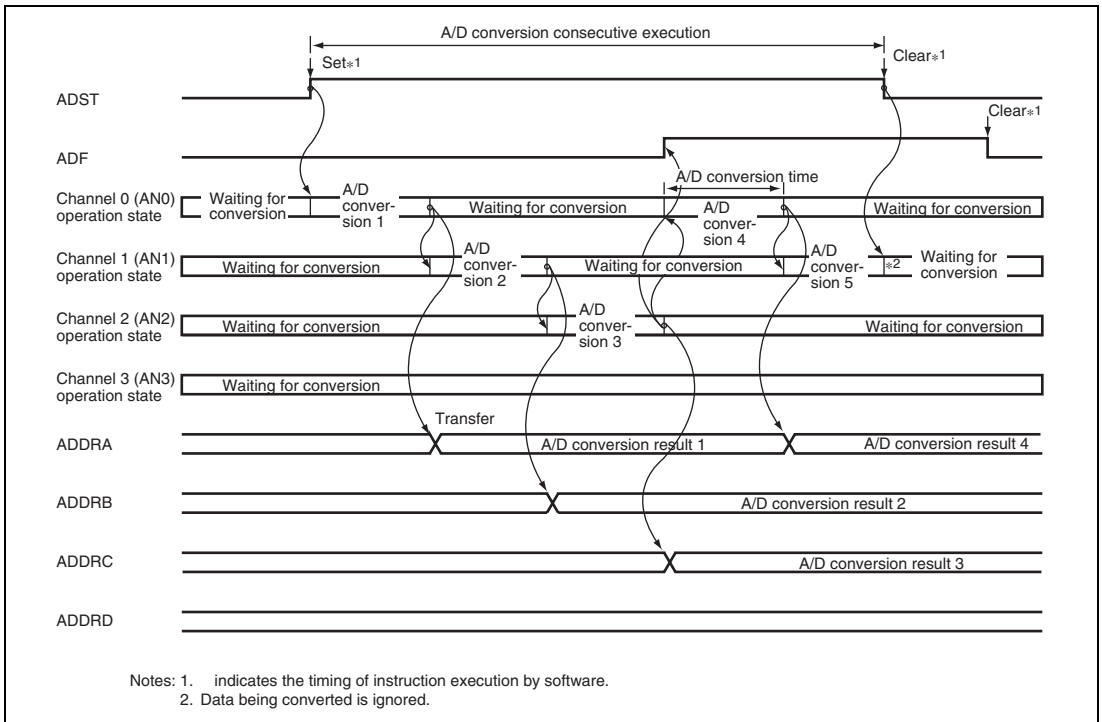 A/D conversion consecutive execution
Set*1
Clear*1
ADST
Clear*1
ADF
A/D conversion time
Channel 0 (AN0)
operation state
Waiting for
conversion
A/D
conver-
sion 1
Waiting for conversion
A/D
conver-
sion 4
Waiting for conversion
Channel 1 (AN1)
operation state
Waiting for conversion
A/D
conver-
sion 2
Waiting for conversion
A/D
conver-
sion 5
*2
Waiting for
conversion
Channel 2 (AN2)
operation state
Waiting for conversion
A/D
conver-
sion 3
Waiting for conversion
Channel 3 (AN3)
operation state
Waiting for conversion
Transfer
ADDRA
A/D conversion result 1
A/D conversion result 4
ADDRB
A/D conversion result 2
ADDRC
A/D conversion result 3
ADDRD
Notes: 1. indicates the timing of instruction execution by software.
2. Data being converted is ignored.